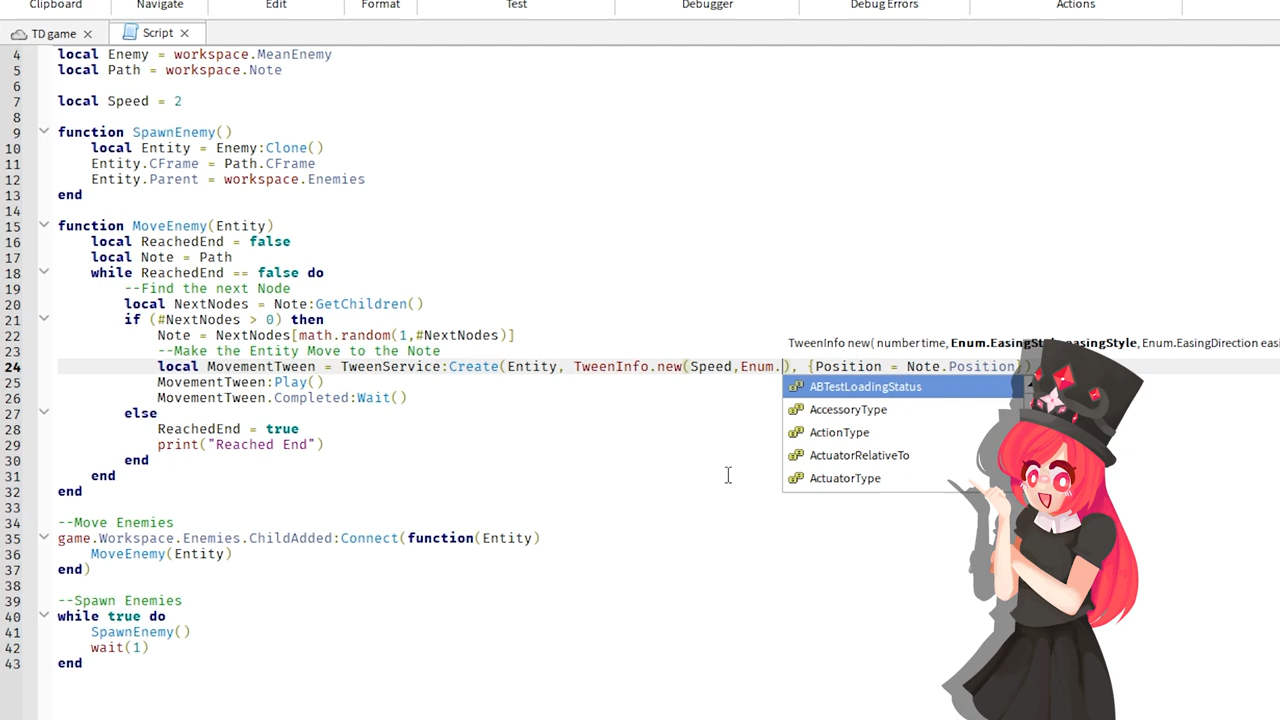 Clipboard Navigate Edit Format Test Debugger Debug Errors Actions
TD game Script
4 local Enemy = workspace.MeanEnemy
5 local Path = workspace.Note
6
7 local Speed = 2
8
9 function SpawnEnemy()
10 local Entity = Enemy:Clone()
11 Entity.CFrame = Path.CFrame
12 Entity.Parent = workspace.Enemies
13 end
14
15 function MoveEnemy(Entity)
16 local ReachedEnd = false
17 local Note = Path
18 while ReachedEnd == false do
19 --Find the next Node
20 local NextNodes = Note:GetChildren()
21 if (#NextNodes > 0) then
22 Note = NextNodes[math.random(1,#NextNodes)]
23 --Make the Entity Move to the Note
TweenInfo new( number time, Enum.EasingStyle easingStyle, Enum.EasingDirection easi
24 local MovementTween = TweenService:Create(Entity, TweenInfo.new(Speed,Enum.), {Position = Note.Position})
ABTestLoadingStatus
AccessoryType
ActionType
ActuatorRelativeTo
ActuatorType
25 MovementTween:Play()
26 MovementTween.Completed:Wait()
27 else
28 ReachedEnd = true
29 print("Reached End")
30 end
31 end
32 end
33
34 --Move Enemies
35 game.Workspace.Enemies.ChildAdded:Connect(function(Entity)
36 MoveEnemy(Entity)
37 end)
38
39 --Spawn Enemies
40 while true do
41 SpawnEnemy()
42 wait(1)
43 end